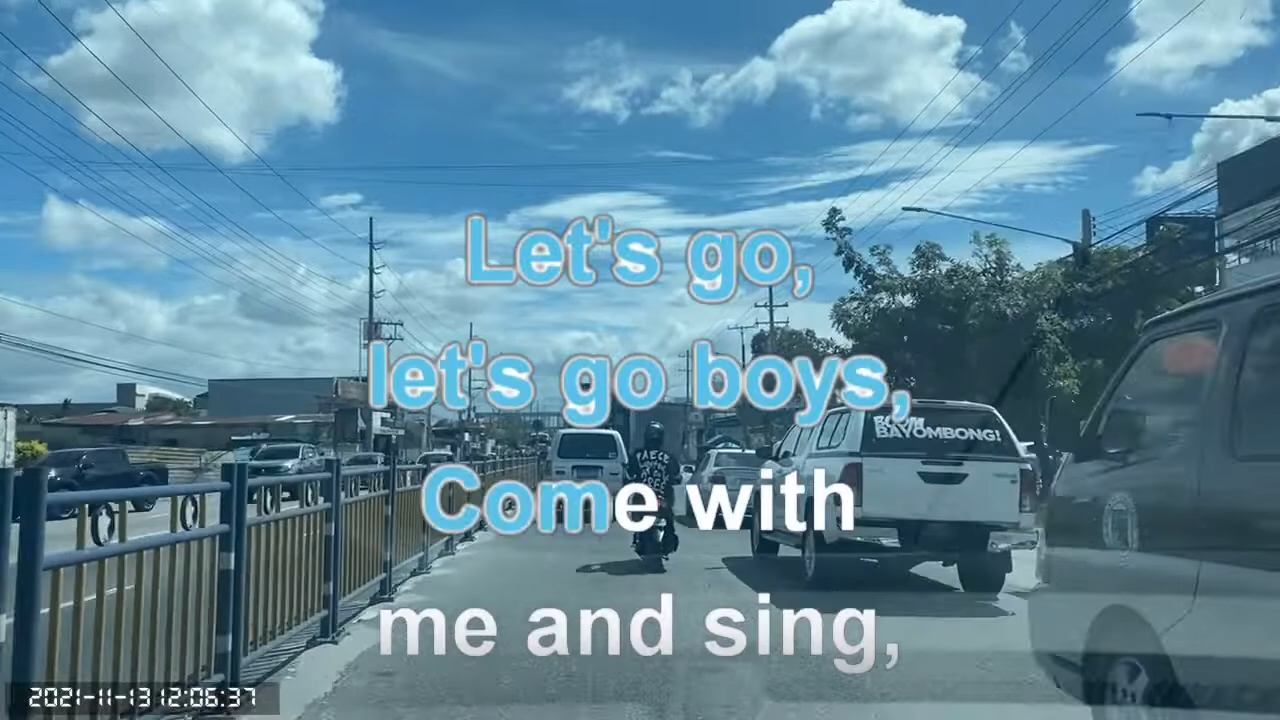 Let's go,
let's go boys,
BAYOMBONG!
Come with
me and sing,
2021-11-13 12:06:37